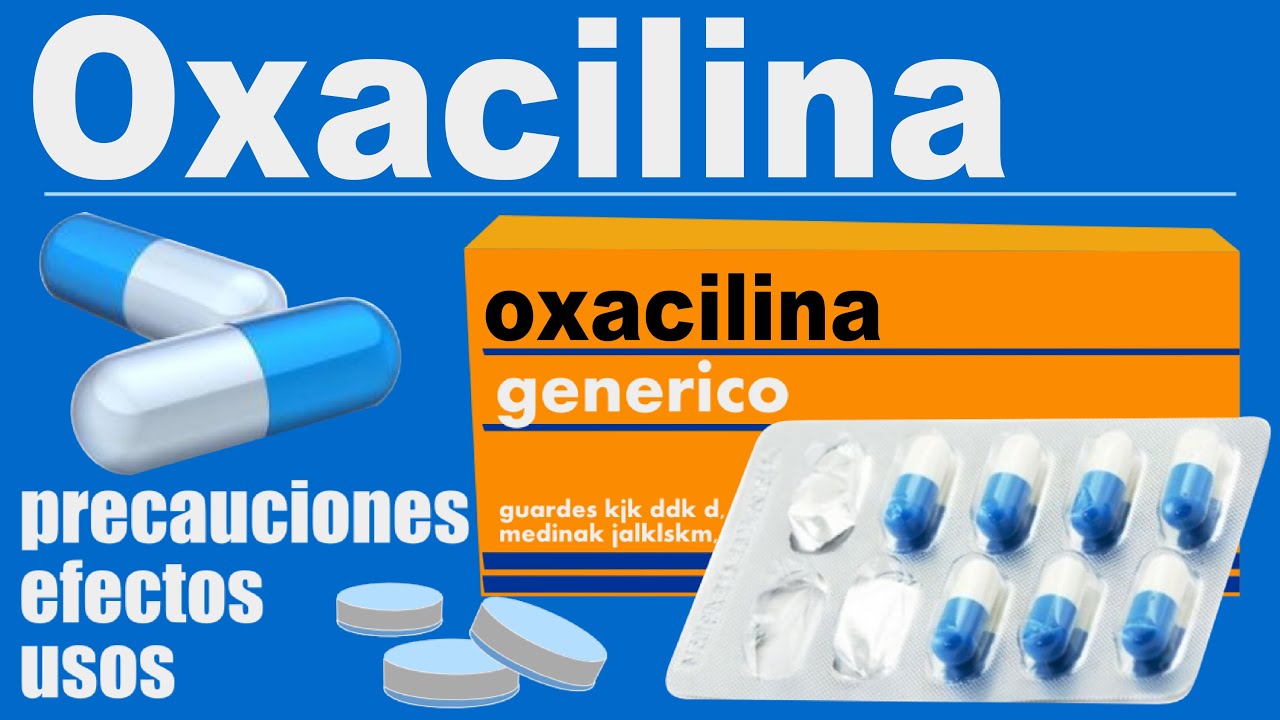 Oxacilina
oxacilina
generico
guardes kjk ddk d,
medinak jalklskm,
precauciones
efectos
usos